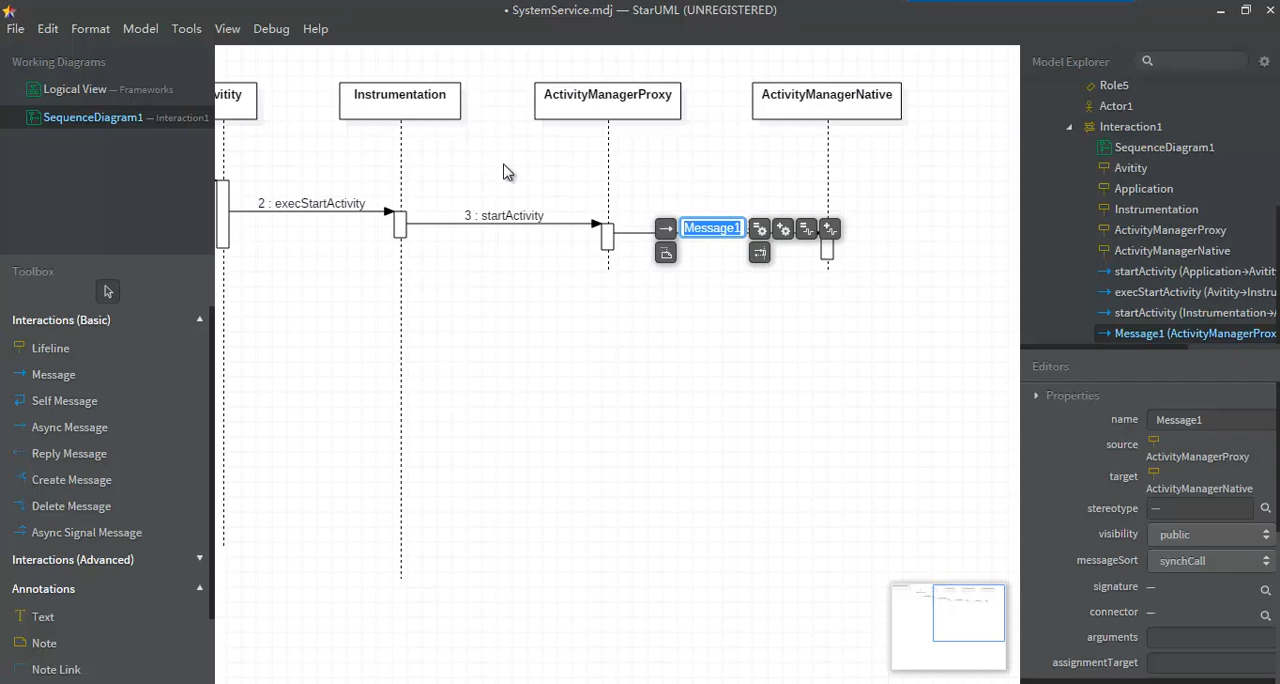 • SystemService.mdj — StarUML (UNREGISTERED)
File Edit Format Model Tools View Debug Help
Working Diagrams
Logical View — Frameworks
SequenceDiagram1 — Interaction1
Toolbox
Interactions (Basic)
Lifeline
Message
Self Message
Async Message
Reply Message
Create Message
Delete Message
Async Signal Message
Interactions (Advanced)
Annotations
Text
Note
Note Link
vitity
Instrumentation
ActivityManagerProxy
ActivityManagerNative
2 : execStartActivity
3 : startActivity
Message1
Model Explorer
Role5
Actor1
Interaction1
SequenceDiagram1
Avitity
Application
Instrumentation
ActivityManagerProxy
ActivityManagerNative
startActivity (Application→Avitit
execStartActivity (Avitity→Instru
startActivity (Instrumentation→A
Message1 (ActivityManagerProx
Editors
Properties
name Message1
source
ActivityManagerProxy
target
ActivityManagerNative
stereotype —
visibility public
messageSort synchCall
signature —
connector —
arguments
assignmentTarget